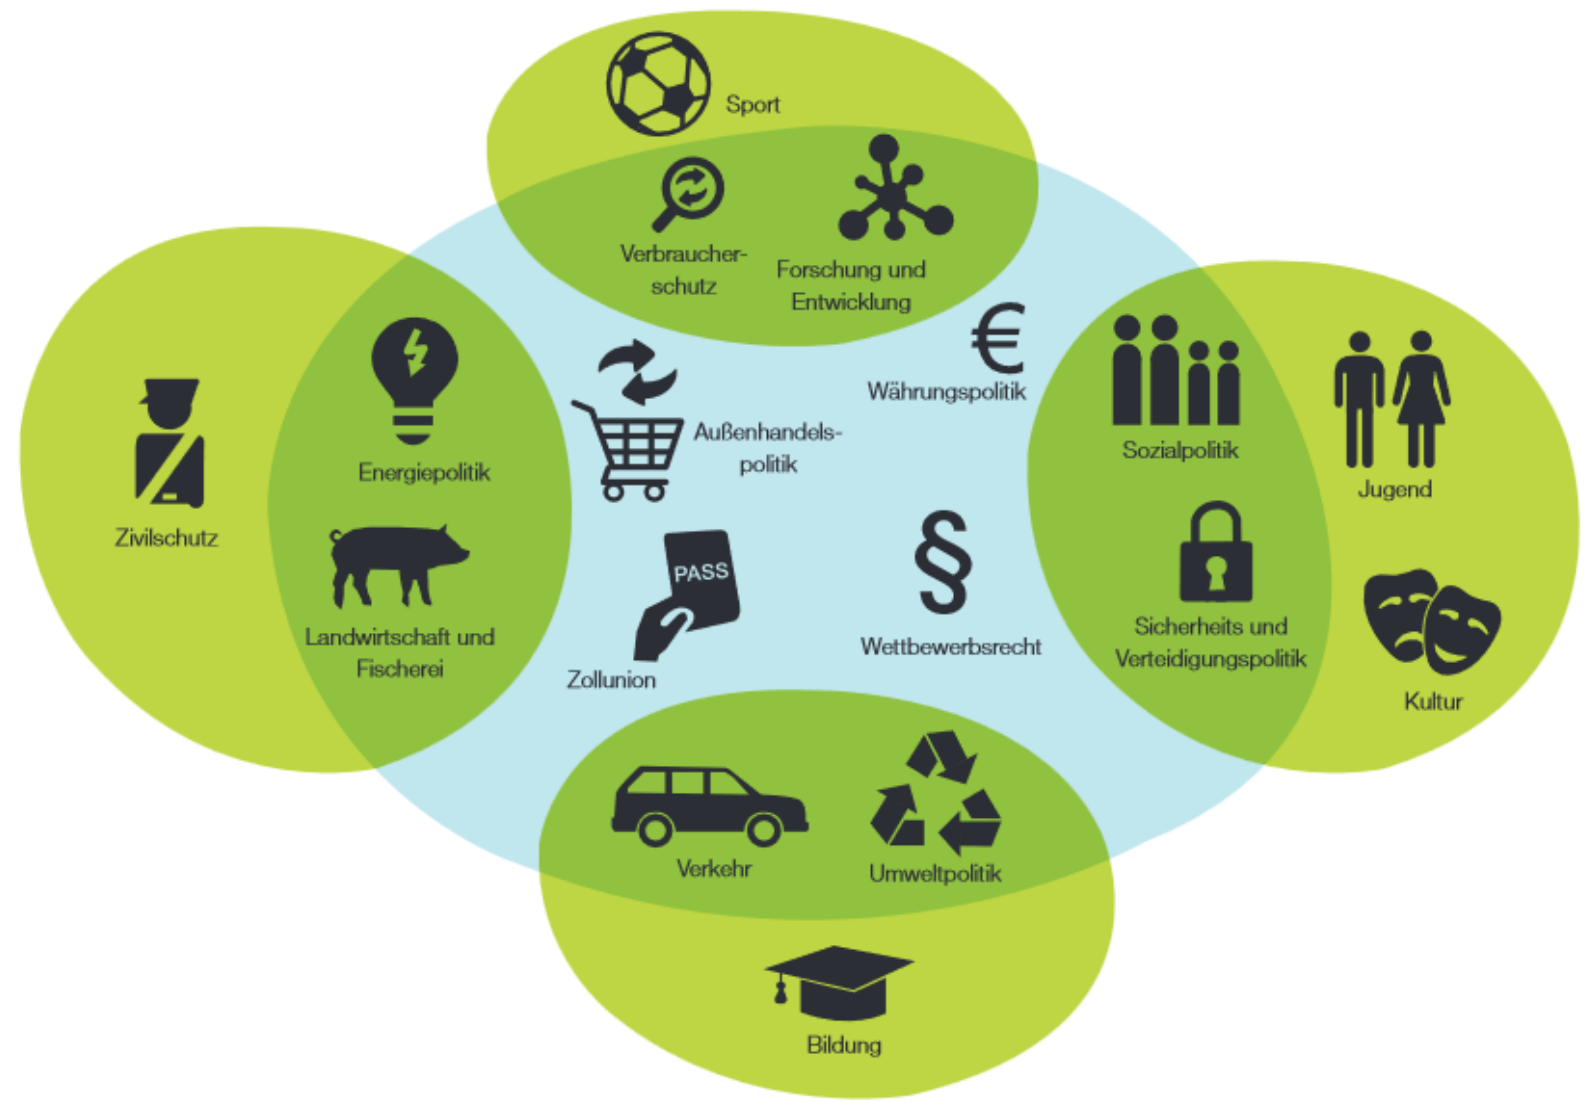 Sport
Verbraucher-
schutz
Forschung und
Entwicklung
€
Währungspolitik
Außenhandels-
politik
Energiepolitik
Zivilschutz
Landwirtschaft und
Fischerei
PASS
Zollunion
§
Wettbewerbsrecht
Sozialpolitik
Jugend
Sicherheits und
Verteidigungspolitik
Kultur
Verkehr
Umweltpolitik
Bildung